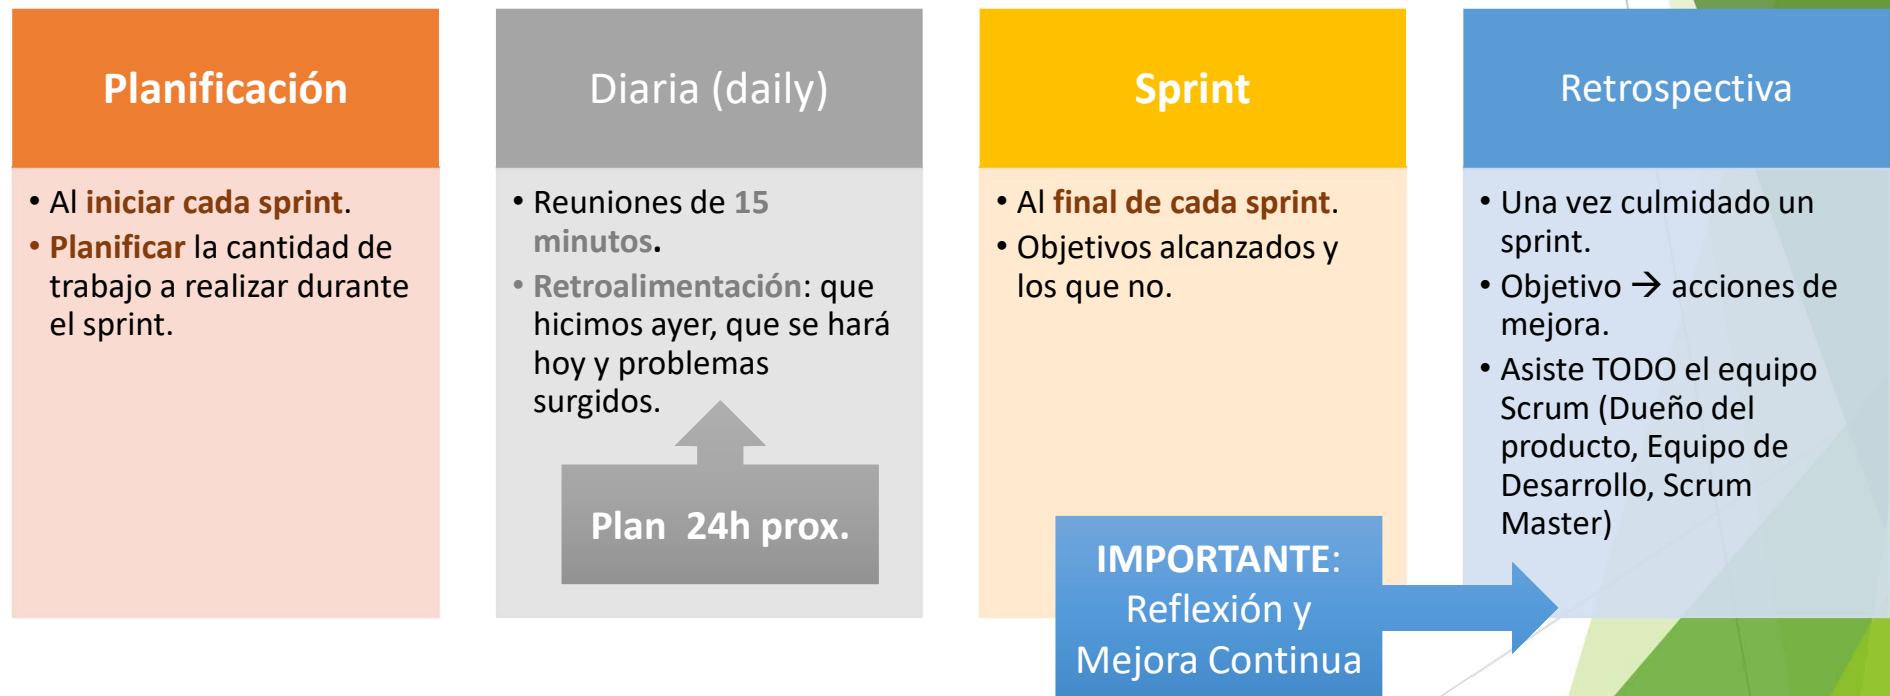 Planificación
• Al iniciar cada sprint.
• Planificar la cantidad de
trabajo a realizar durante
el sprint.
Diaria (daily)
• Reuniones de 15
minutos.
• Retroalimentación: que
hicimos ayer, que se hará
hoy y problemas
surgidos.
Plan 24h prox.
Sprint
• Al final de cada sprint.
• Objetivos alcanzados y
los que no.
IMPORTANTE:
Reflexión y
Mejora Continua
Retrospectiva
• Una vez culmidado un
sprint.
• Objetivo → acciones de
mejora.
• Asiste TODO el equipo
Scrum (Dueño del
producto, Equipo de
Desarrollo, Scrum
Master)